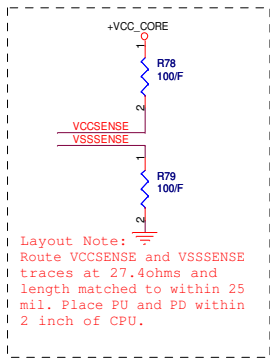 +VCC_CORE
1
R78
100/F
2
VCCSENSE
VSSSENSE
1
R79
100/F
2
Layout Note:
Route VCCSENSE and VSSSENSE
traces at 27.4ohms and
length matched to within 25
mil. Place PU and PD within
2 inch of CPU.